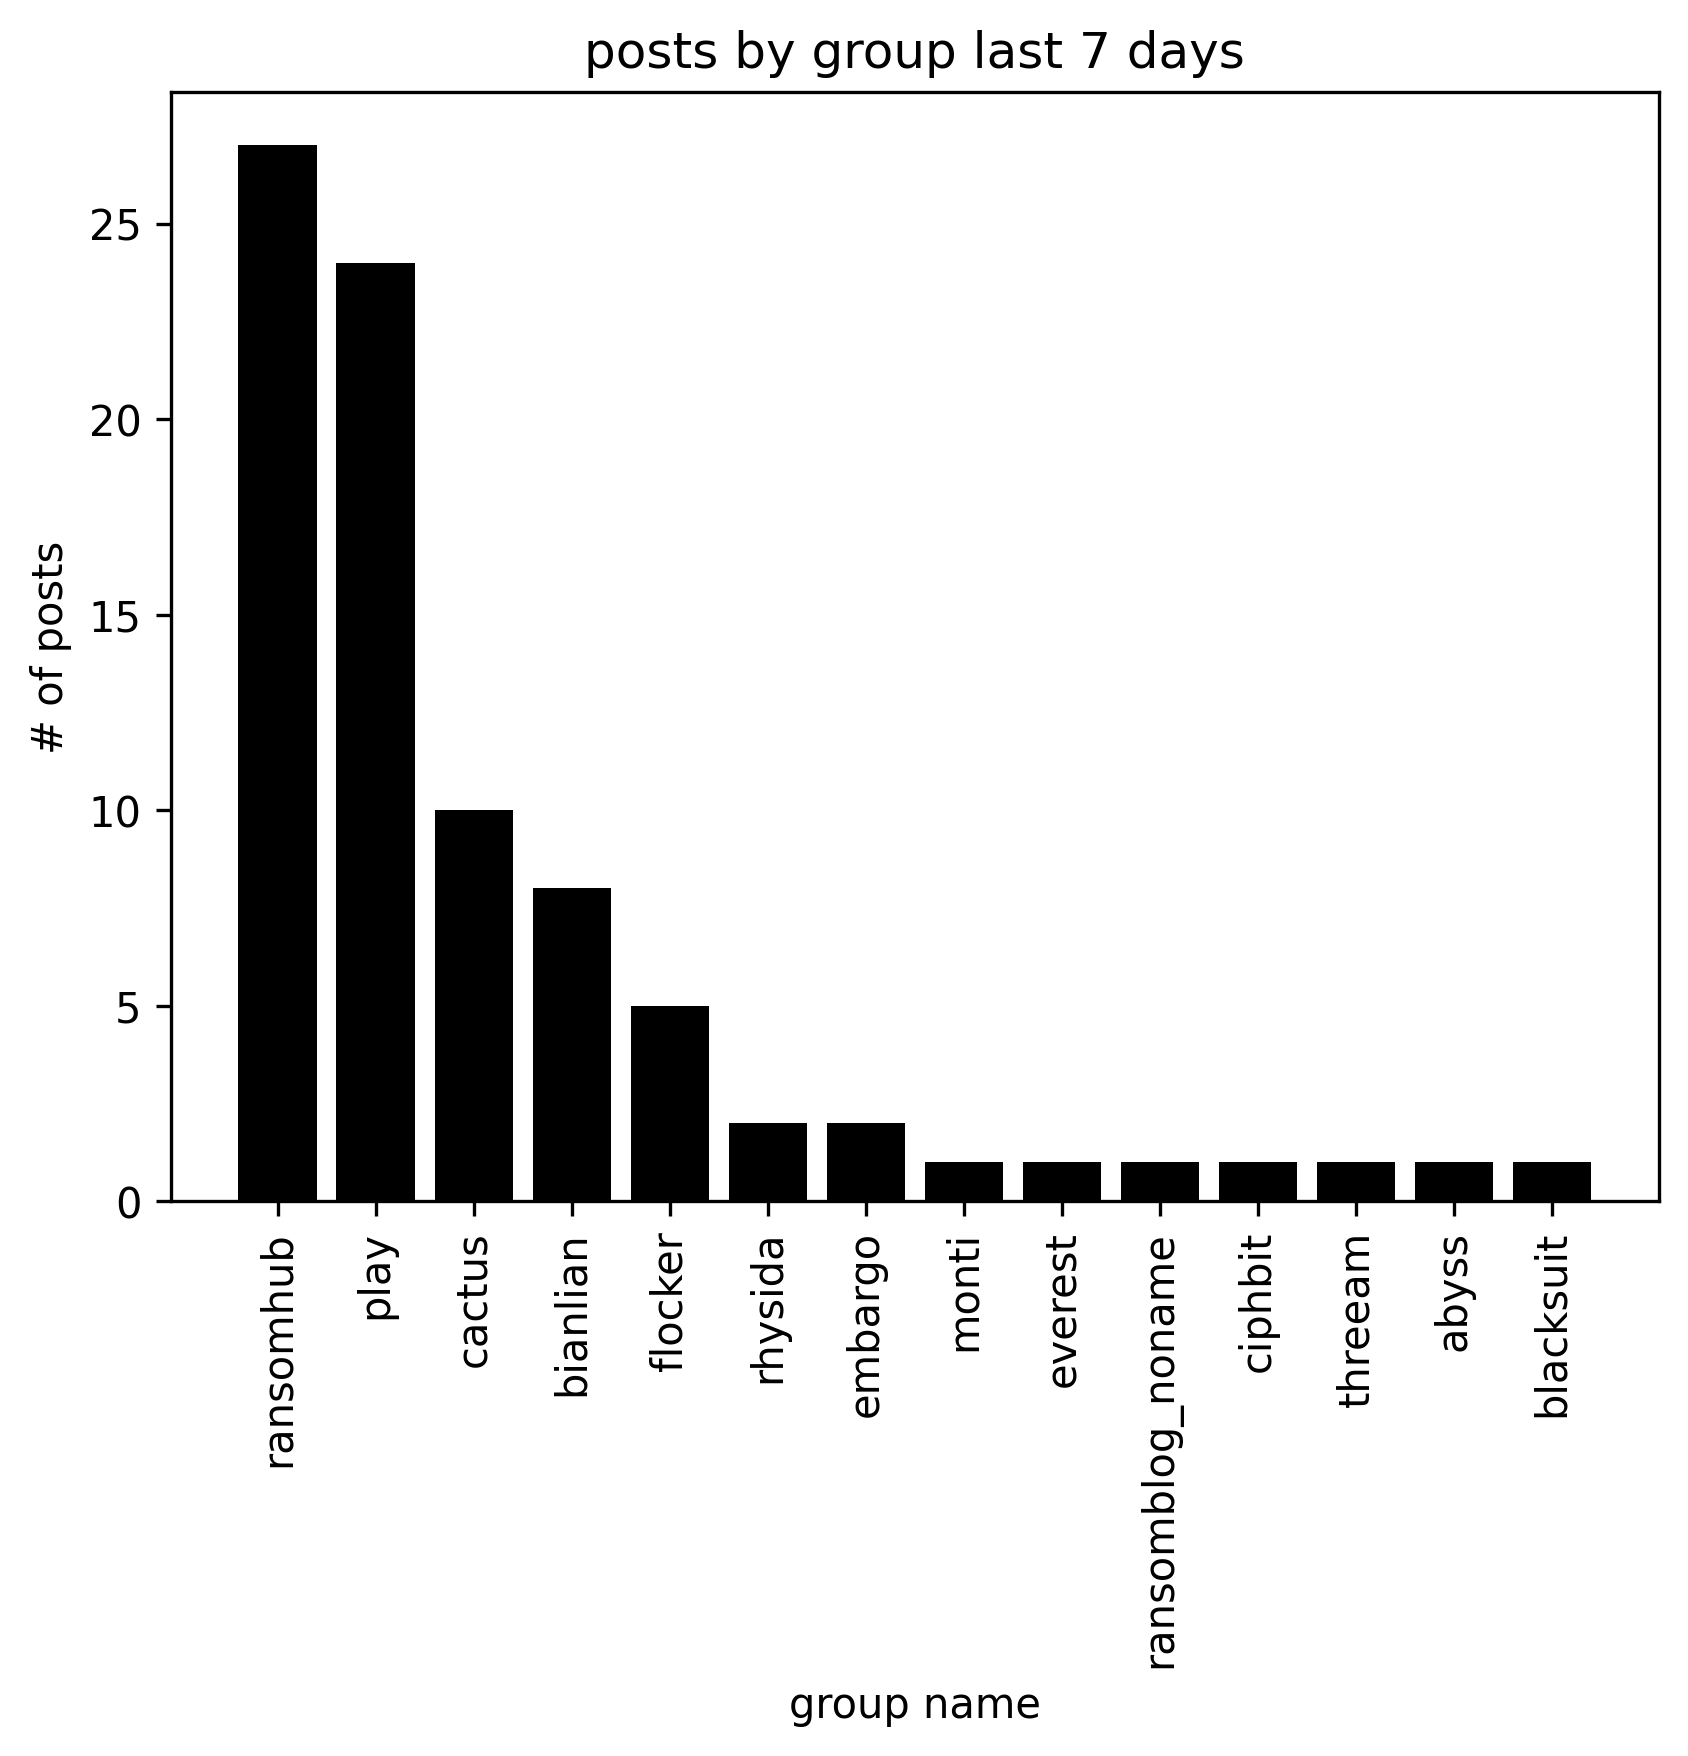 posts by group last 7 days
# of posts
25
20
15
10
5
0
ransomhub
play
cactus
bianlian
flocker
rhysida
embargo
monti
everest
ransomblog_noname
ciphbit
threeam
abyss
blacksuit
group name